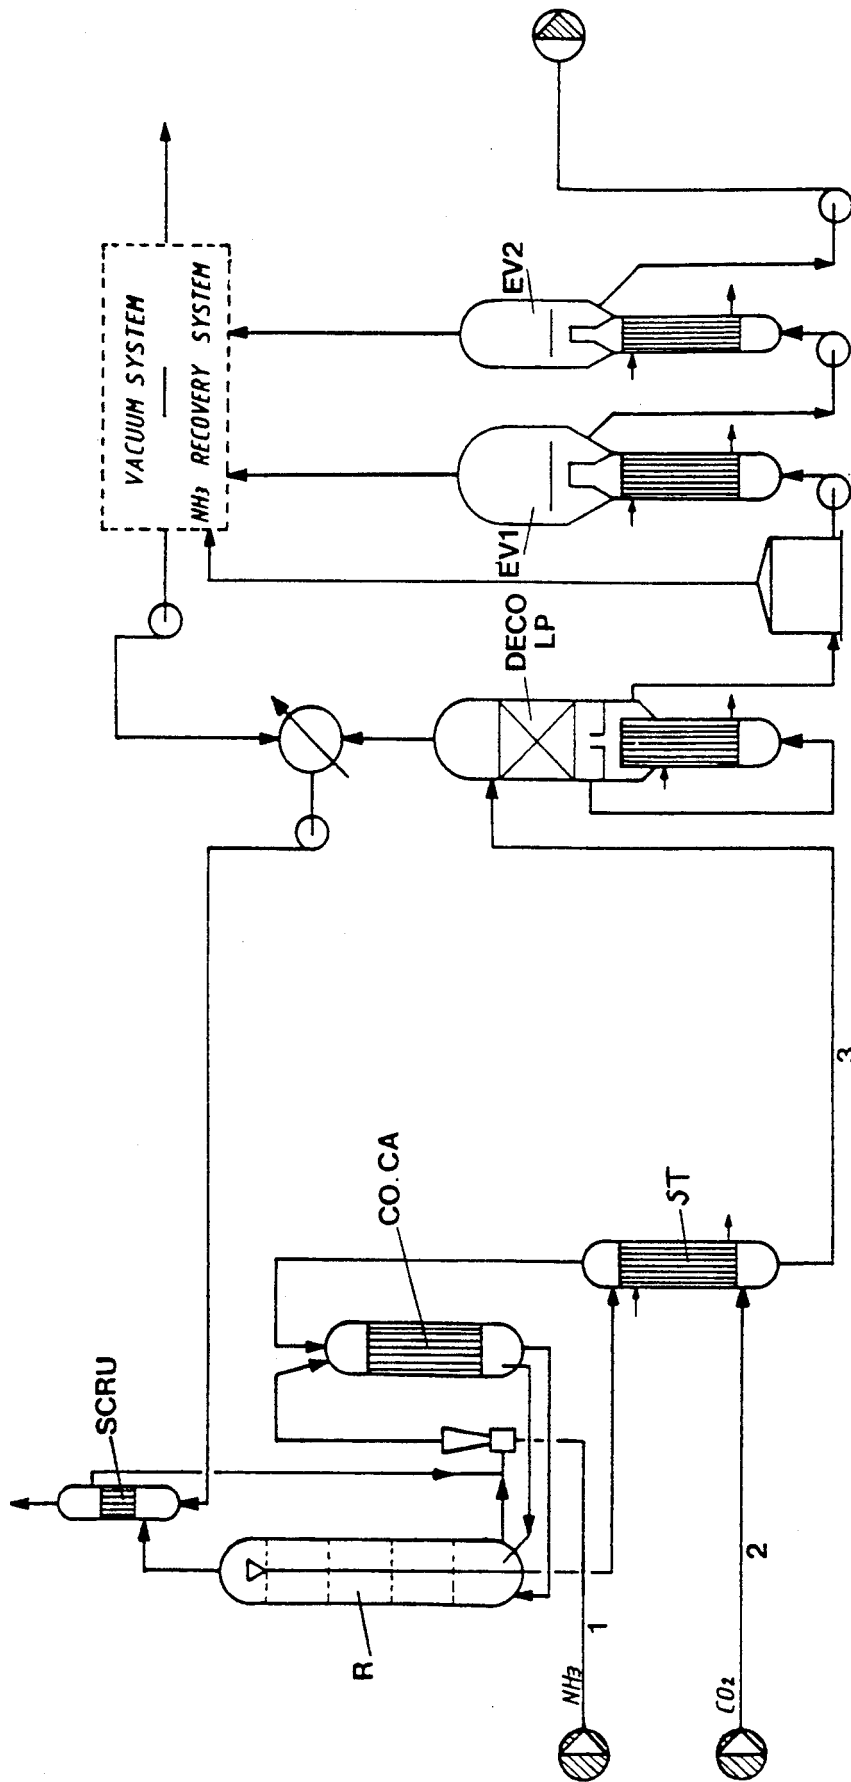 VACUUM SYSTEM
NH₃ RECOVERY SYSTEM
EV2
EV1
DECO
LP
SCRU
CO.CA
ST
R
3
NH₃
1
CO₂
2